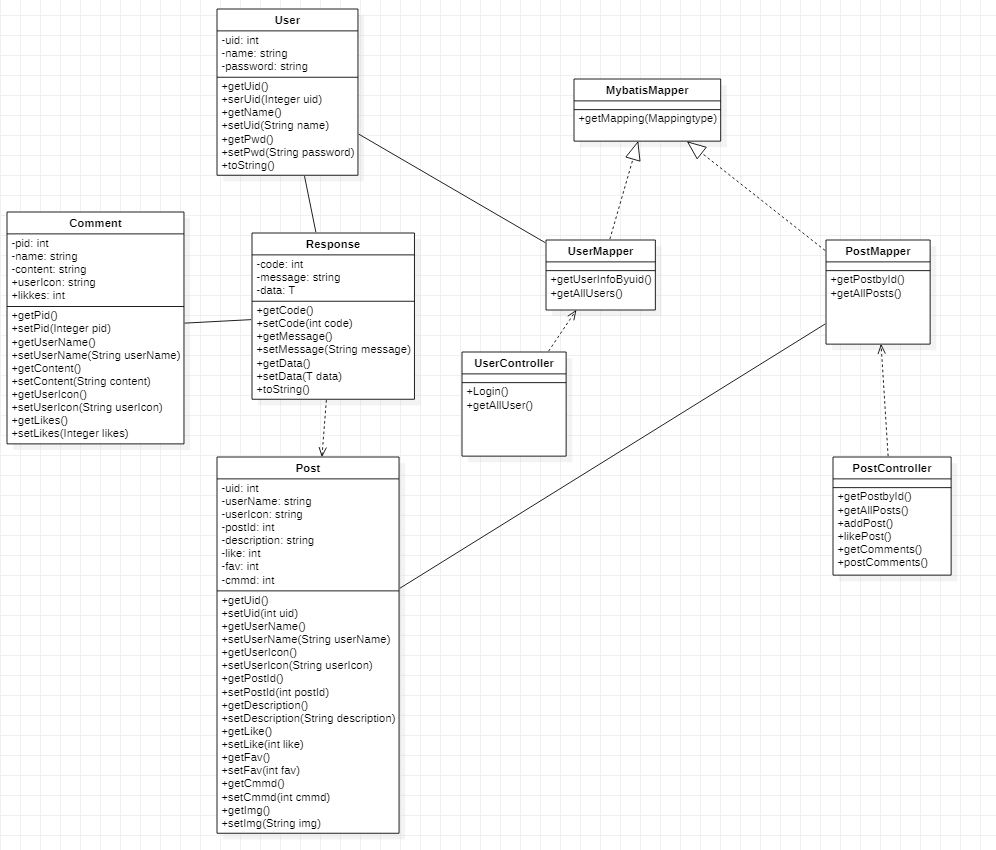 User
-uid: int
-name: string
-password: string
+getUid()
+serUid(Integer uid)
+getName()
+setUid(String name)
+getPwd()
+setPwd(String password)
+toString()
MybatisMapper
+getMapping(Mappingtype)
Comment
-pid: int
-name: string
-content: string
+userIcon: string
+likkes: int
+getPid()
+setPid(Integer pid)
+getUserName()
+setUserName(String userName)
+getContent()
+setContent(String content)
+getUserIcon()
+setUserIcon(String userIcon)
+getLikes()
+setLikes(Integer likes)
Response
-code: int
-message: string
-data: T
+getCode()
+setCode(int code)
+getMessage()
+setMessage(String message)
+getData()
+setData(T data)
+toString()
UserMapper
+getUserInfoByuid()
+getAllUsers()
PostMapper
+getPostbyId()
+getAllPosts()
UserController
+Login()
+getAllUser()
Post
-uid: int
-userName: string
-userIcon: string
-postId: int
-description: string
-like: int
-fav: int
-cmmd: int
+getUid()
+setUid(int uid)
+getUserName()
+setUserName(String userName)
+getUserIcon()
+setUserIcon(String userIcon)
+getPostId()
+setPostId(int postId)
+getDescription()
+setDescription(String description)
+getLike()
+setLike(int like)
+getFav()
+setFav(int fav)
+getCmmd()
+setCmmd(int cmmd)
+getImg()
+setImg(String img)
PostController
+getPostbyId()
+getAllPosts()
+addPost()
+likePost()
+getComments()
+postComments()